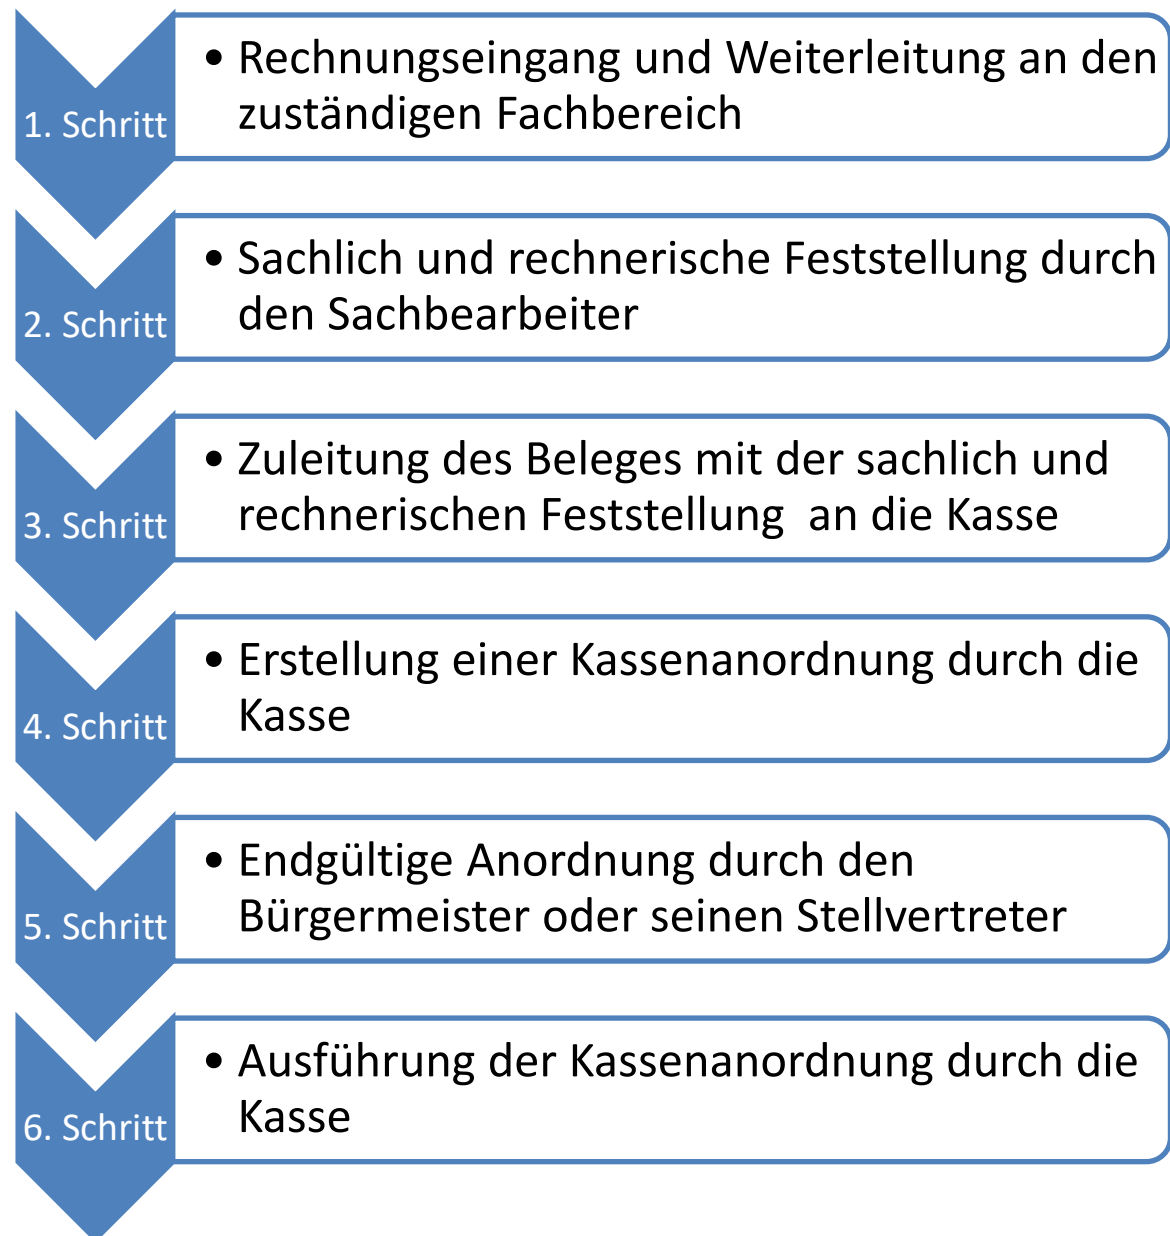 1. Schritt
• Rechnungseingang und Weiterleitung an den
zuständigen Fachbereich
2. Schritt
• Sachlich und rechnerische Feststellung durch
den Sachbearbeiter
3. Schritt
• Zuleitung des Beleges mit der sachlich und
rechnerischen Feststellung  an die Kasse
4. Schritt
• Erstellung einer Kassenanordnung durch die
Kasse
5. Schritt
• Endgültige Anordnung durch den
Bürgermeister oder seinen Stellvertreter
6. Schritt
• Ausführung der Kassenanordnung durch die
Kasse